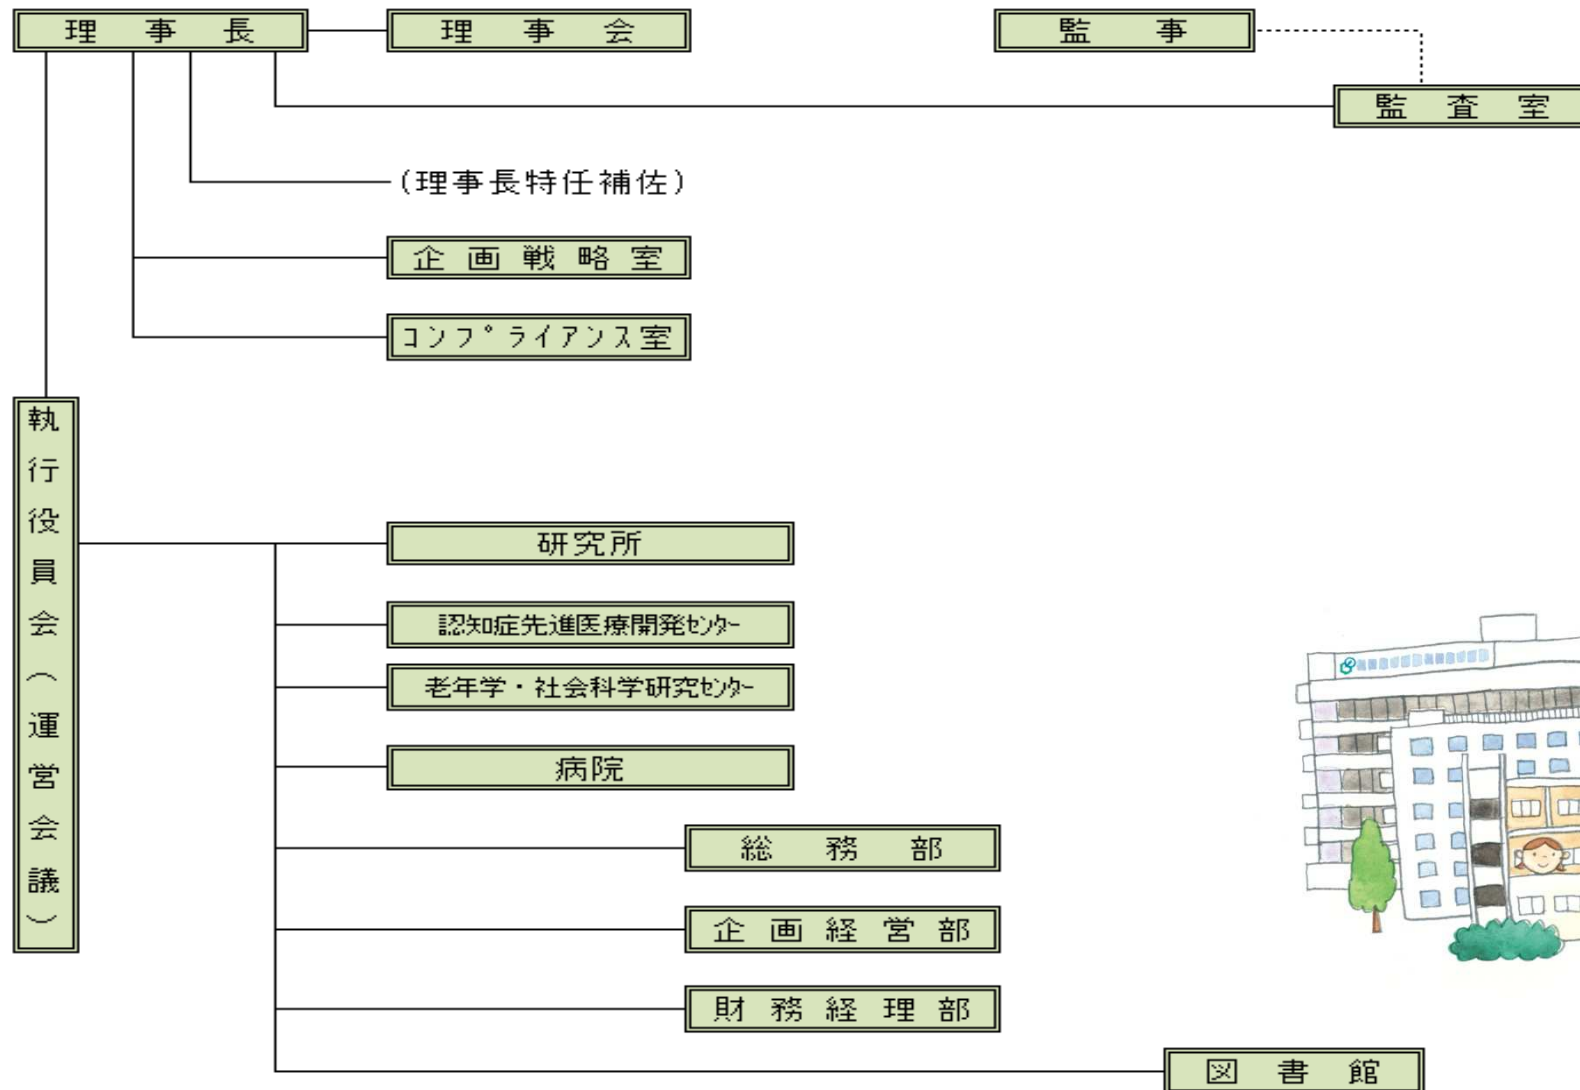 理事長
理事会
監事
監査室
(理事長特任補佐)
企画戦略室
コンプライアンス室
執行役員会(運営会議)
研究所
認知症先進医療開発センター
老年学・社会科学研究センター
病院
総務部
企画経営部
財務経理部
図書館